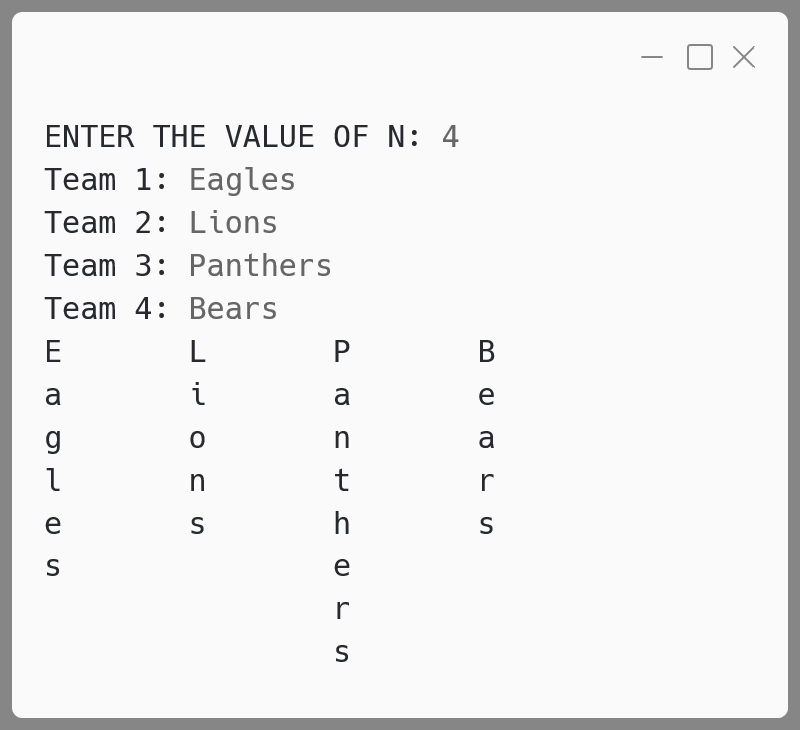 ENTER THE VALUE OF N: 4
Team 1: Eagles
Team 2: Lions
Team 3: Panthers
Team 4: Bears
E       L       P       B
a       i       a       e
g       o       n       a
l       n       t       r
e       s       h       s
s               e
                r
                s